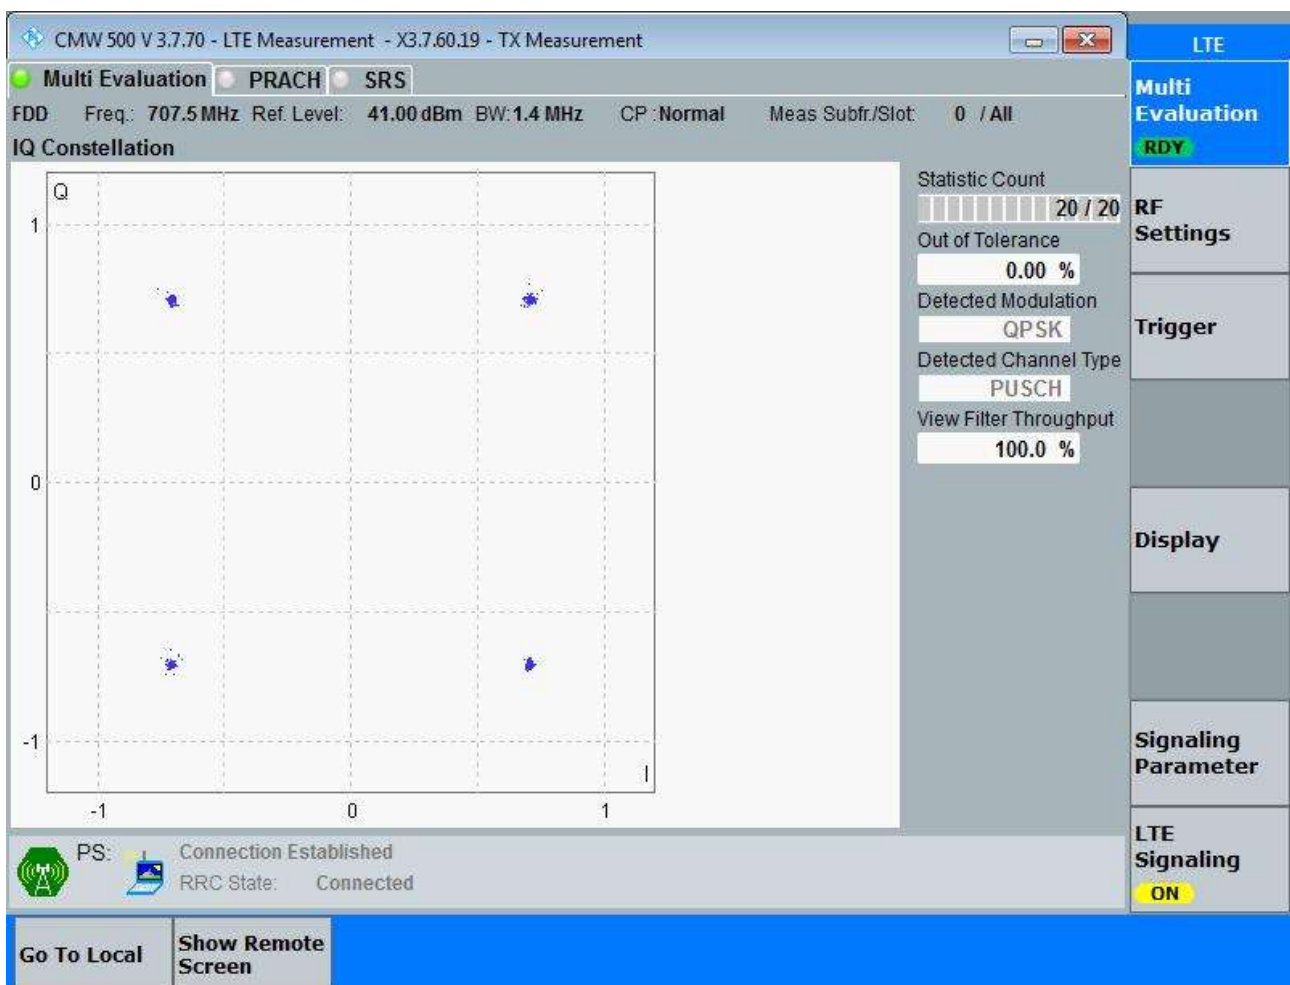 CMW 500 V 3.7.70 - LTE Measurement - X3.7.60.19 - TX Measurement
LTE
Multi Evaluation PRACH SRS
FDD Freq.: 707.5 MHz Ref. Level: 41.00 dBm BW: 1.4 MHz CP : Normal Meas Subfr./Slot: 0 / All
IQ Constellation
Q
1
0
-1
I
-1 0 1
Statistic Count
20 / 20
Out of Tolerance
0.00 %
Detected Modulation
QPSK
Detected Channel Type
PUSCH
View Filter Throughput
100.0 %
Multi
Evaluation
RDY
RF
Settings
Trigger
Display
Signaling
Parameter
LTE
Signaling
ON
PS: Connection Established
RRC State: Connected
Go To Local
Show Remote
Screen